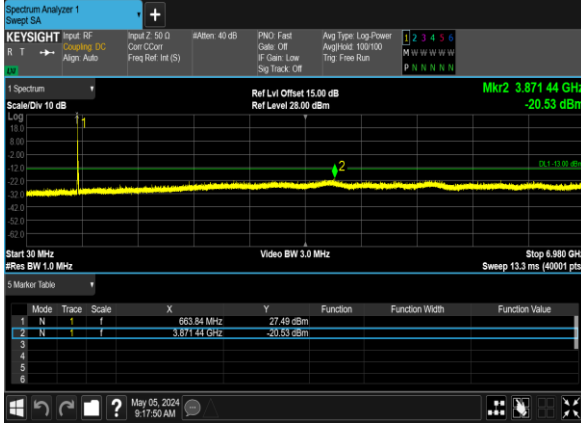 Spectrum Analyzer 1
Swept SA
+
KEYSIGHT
R T
LV
Input: RF
Coupling: DC
Align: Auto
Input Z: 50 Ω
Corr CCorr
Freq Ref: Int (S)
#Atten: 40 dB
PNO: Fast
Gate: Off
IF Gain: Low
Sig Track: Off
Avg Type: Log-Power
Avg|Hold: 100/100
Trig: Free Run
1 2 3 4 5 6
M W W W W W
P N N N N N
1 Spectrum
Scale/Div 10 dB
Ref Lvl Offset 15.00 dB
Ref Level 28.00 dBm
Mkr2 3.871 44 GHz
-20.53 dBm
Log
18.0
8.00
-2.00
-12.0
-22.0
-32.0
-42.0
-52.0
-62.0
1
2
DL1 -13.00 dBm
Start 30 MHz
#Res BW 1.0 MHz
Video BW 3.0 MHz
Stop 6.980 GHz
Sweep 13.3 ms (40001 pts
5 Marker Table
Mode Trace Scale X Y Function Function Width Function Value
1 N 1 f 663.84 MHz 27.49 dBm
2 N 1 f 3.871 44 GHz -20.53 dBm
3
4
5
6
?
May 05, 2024
9:17:50 AM